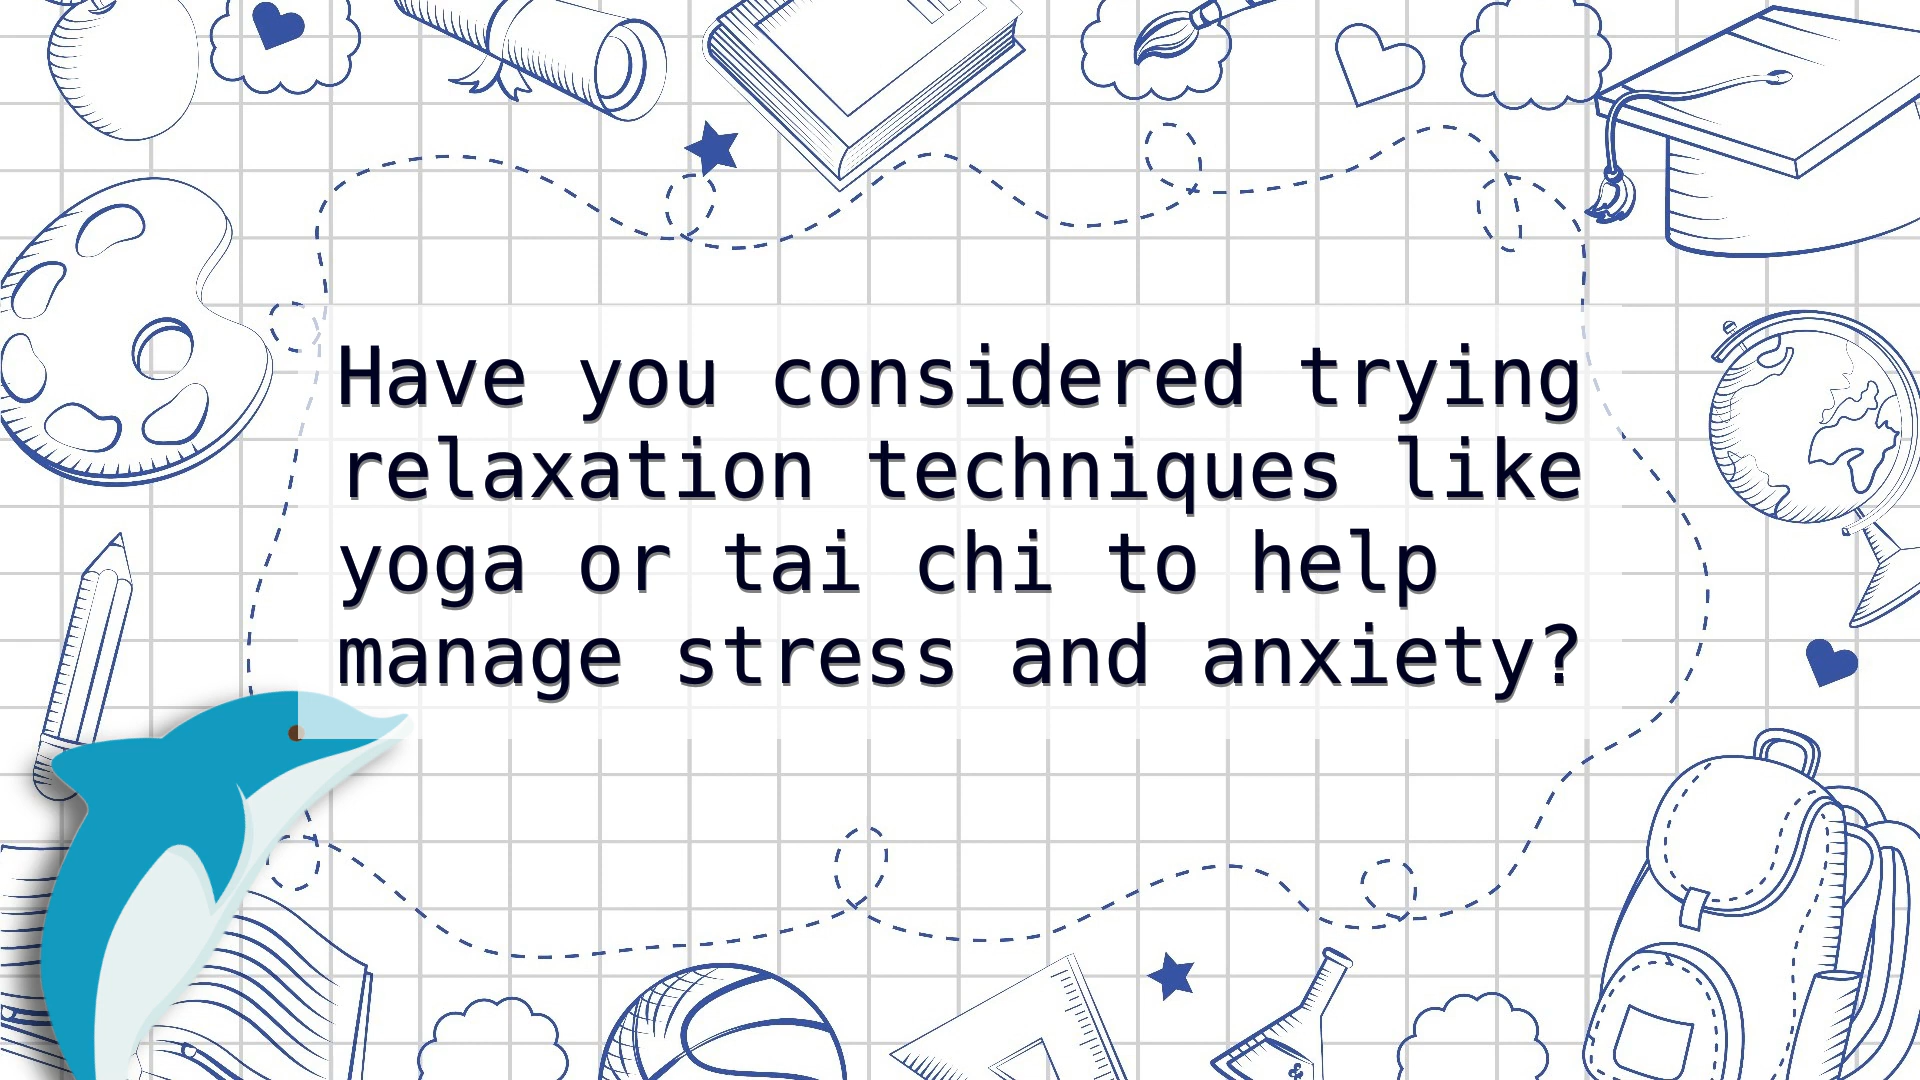 Have you considered trying
relaxation techniques like
yoga or tai chi to help
manage stress and anxiety?